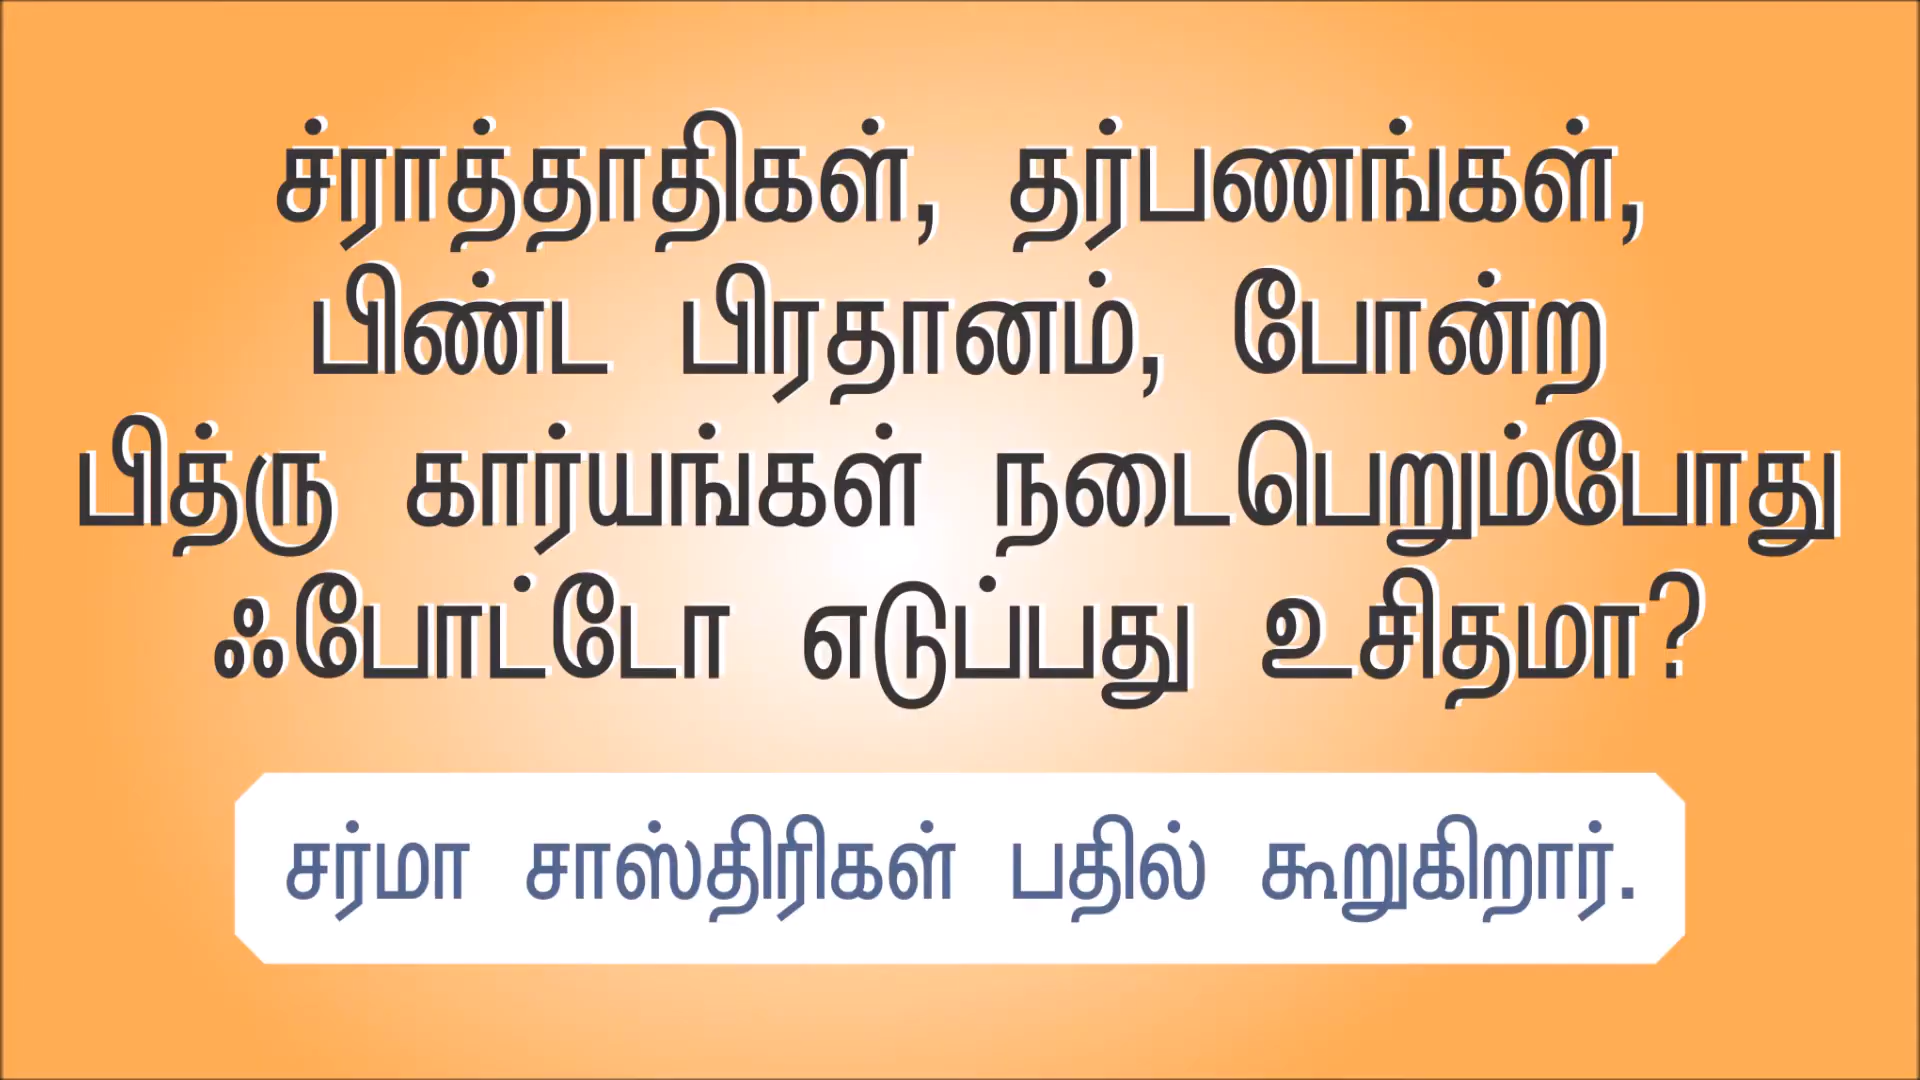 ச்ராத்தாதிகள், தர்பணங்கள்,
பிண்ட பிரதானம், போன்ற
பித்ரு கார்யங்கள் நடைபெறும்போது
ஃபோட்டோ எடுப்பது உசிதமா?
சர்மா சாஸ்திரிகள் பதில் கூறுகிறார்.